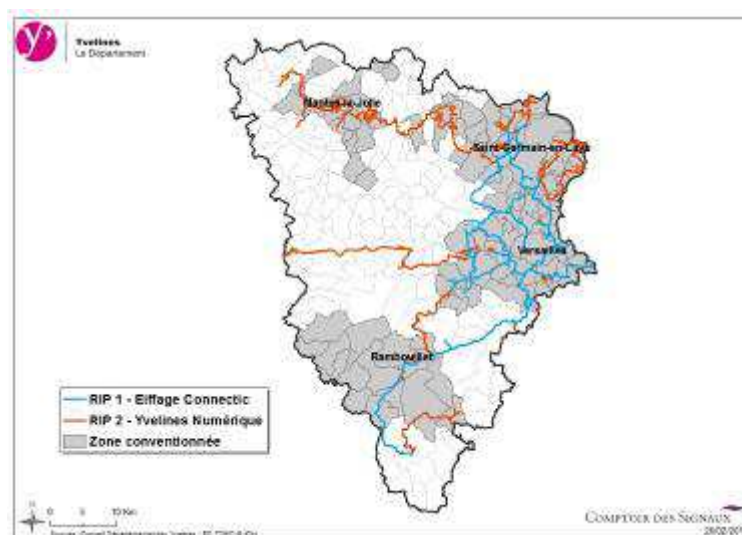 y'
Yvelines
Le Département
Mantes-la-Jolie
Saint-Germain-en-Laye
Versailles
Rambouillet
RIP 1 - Eiffage Connectic
RIP 2 - Yvelines Numérique
Zone conventionnée
N
0 5 10 Km
COMPTOIR DES SIGNAUX